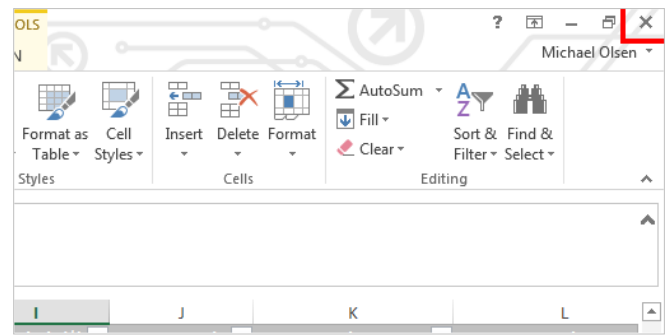 OLS
N
?
Michael Olsen
AutoSum
Fill
Clear
Format as
Table
Cell
Styles
Insert
Delete
Format
Sort &
Filter
Find &
Select
Styles
Cells
Editing
I
J
K
L